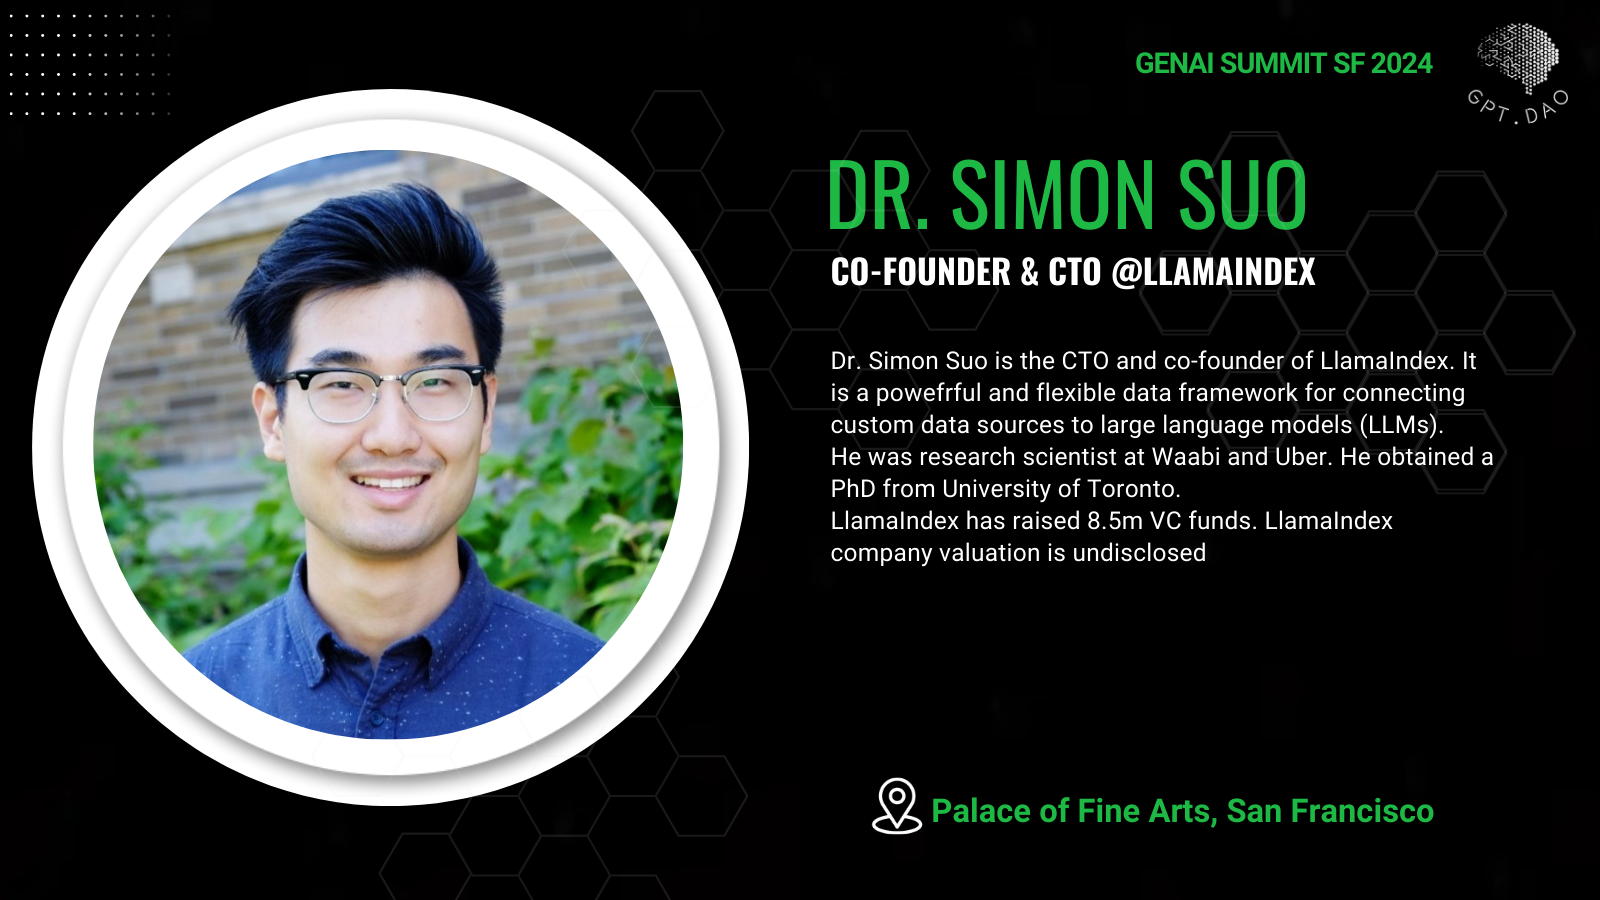 GENAI SUMMIT SF 2024
GPT.DAO
DR. SIMON SUO
CO-FOUNDER & CTO @LLAMAINDEX
Dr. Simon Suo is the CTO and co-founder of LlamaIndex. It
is a powefrful and flexible data framework for connecting
custom data sources to large language models (LLMs).
He was research scientist at Waabi and Uber. He obtained a
PhD from University of Toronto.
LlamaIndex has raised 8.5m VC funds. LlamaIndex
company valuation is undisclosed
Palace of Fine Arts, San Francisco